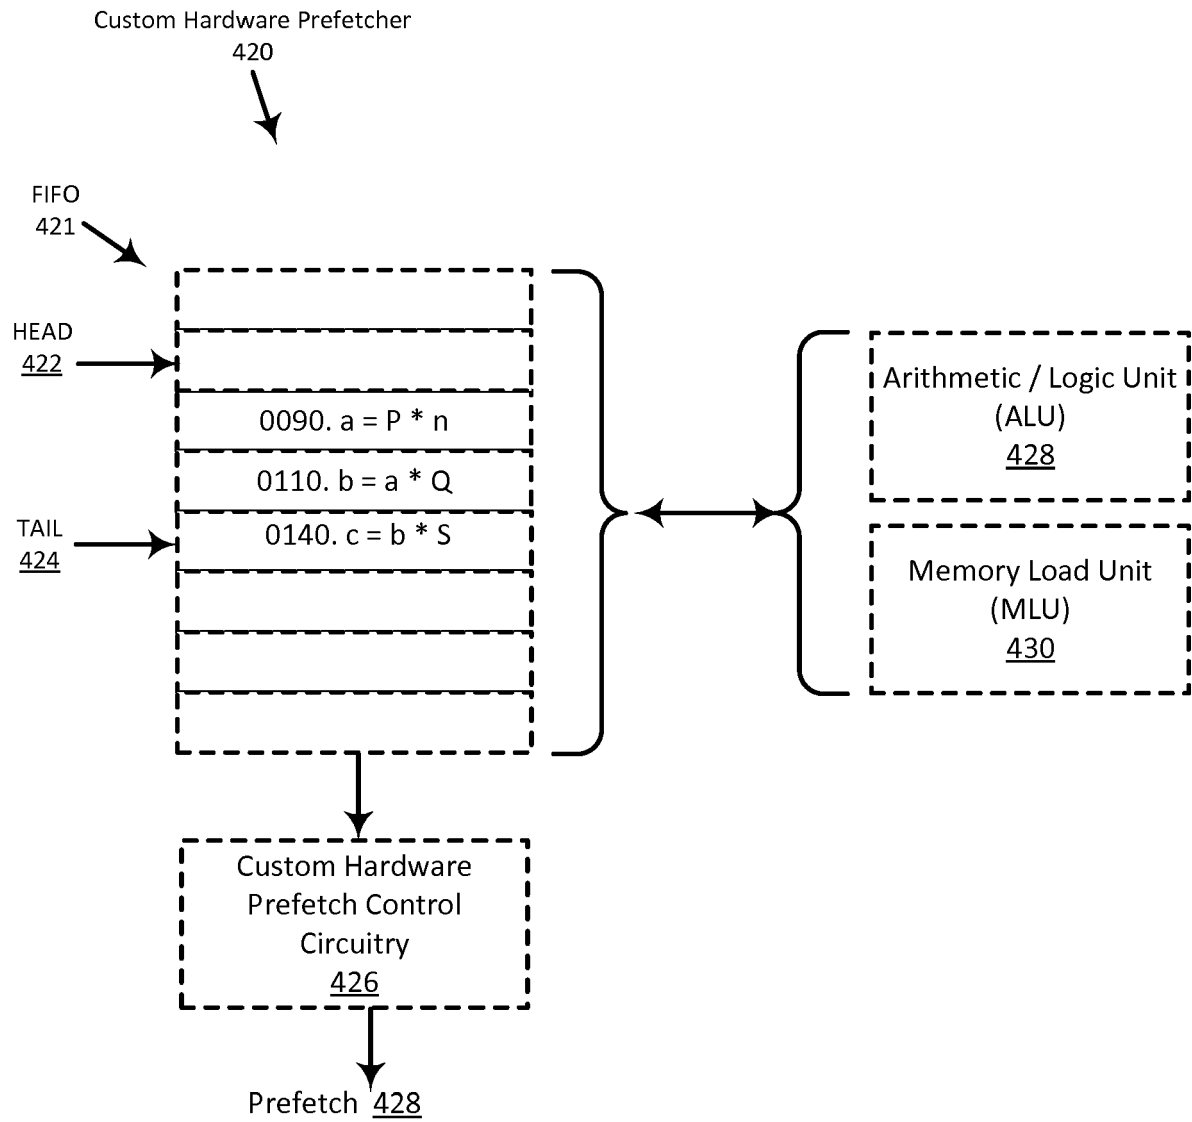 Custom Hardware Prefetcher
420
FIFO
421
HEAD
422
0090. a = P * n
0110. b = a * Q
TAIL
424
0140. c = b * S
Arithmetic / Logic Unit
(ALU)
428
Memory Load Unit
(MLU)
430
Custom Hardware
Prefetch Control
Circuitry
426
Prefetch 428